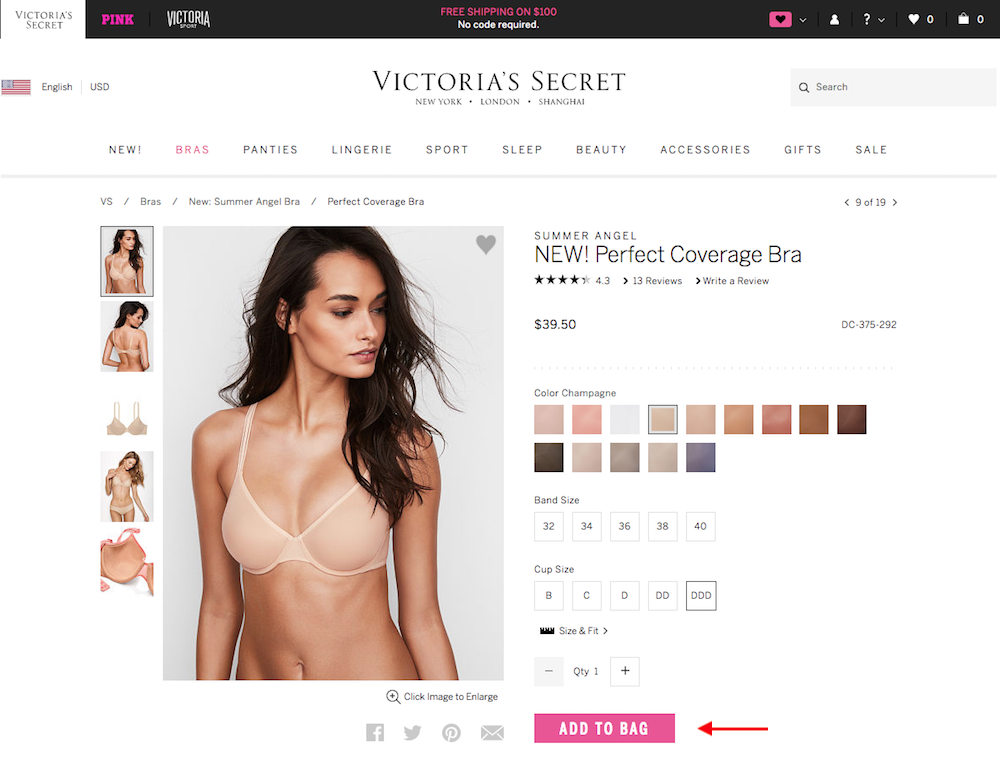 VICTORIA'S
SECRET
PINK
VICTORIA
SPORT
FREE SHIPPING ON $100
No code required.
?
0
0
English
USD
VICTORIA'S SECRET
NEW YORK • LONDON • SHANGHAI
Search
NEW!
BRAS
PANTIES
LINGERIE
SPORT
SLEEP
BEAUTY
ACCESSORIES
GIFTS
SALE
VS / Bras / New: Summer Angel Bra / Perfect Coverage Bra
< 9 of 19 >
SUMMER ANGEL
NEW! Perfect Coverage Bra
4.3 > 13 Reviews > Write a Review
$39.50
DC-375-292
Color Champagne
Band Size
32
34
36
38
40
Cup Size
B
C
D
DD
DDD
Size & Fit >
− Qty 1 +
Click Image to Enlarge
ADD TO BAG